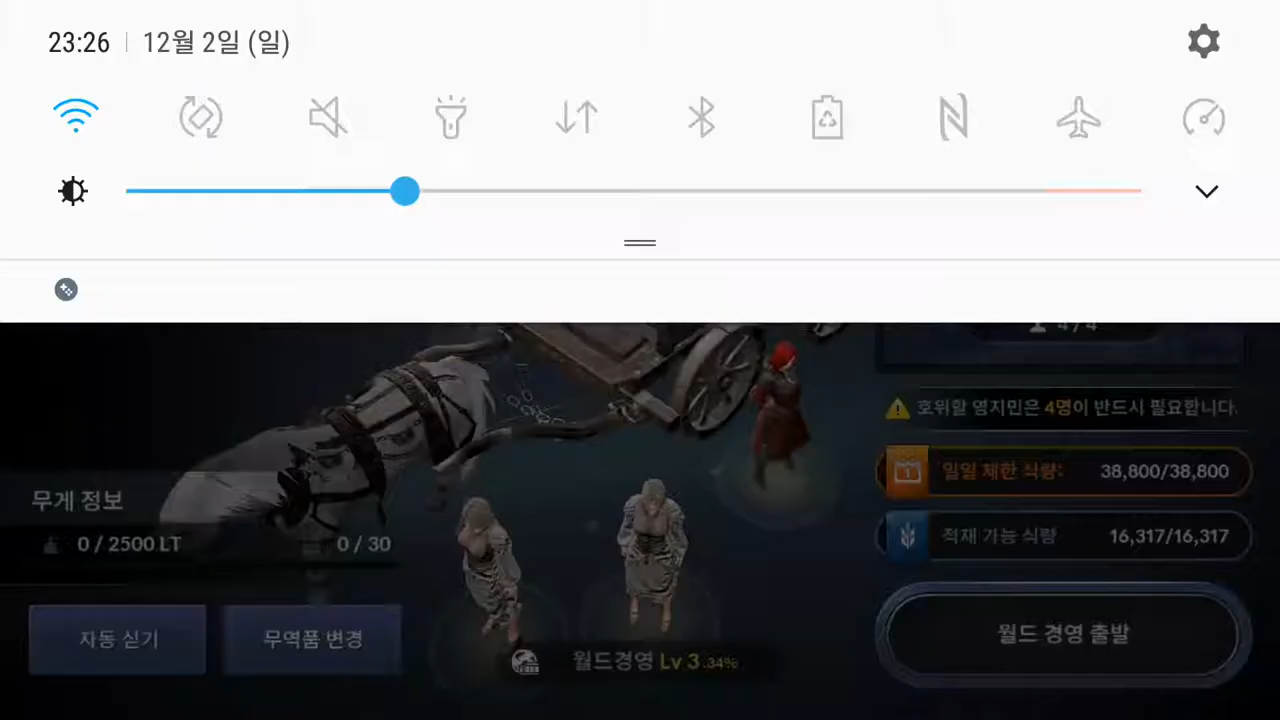 23:26 | 12월 2일 (일)
4 / 4
호위할 영지민은 4명이 반드시 필요합니다.
일일 제한 식량: 38,800/38,800
적재 가능 식량 16,317/16,317
무게 정보
0 / 2500 LT 0 / 30
자동 싣기 무역품 변경
월드경영 Lv 3 .34%
월드 경영 출발